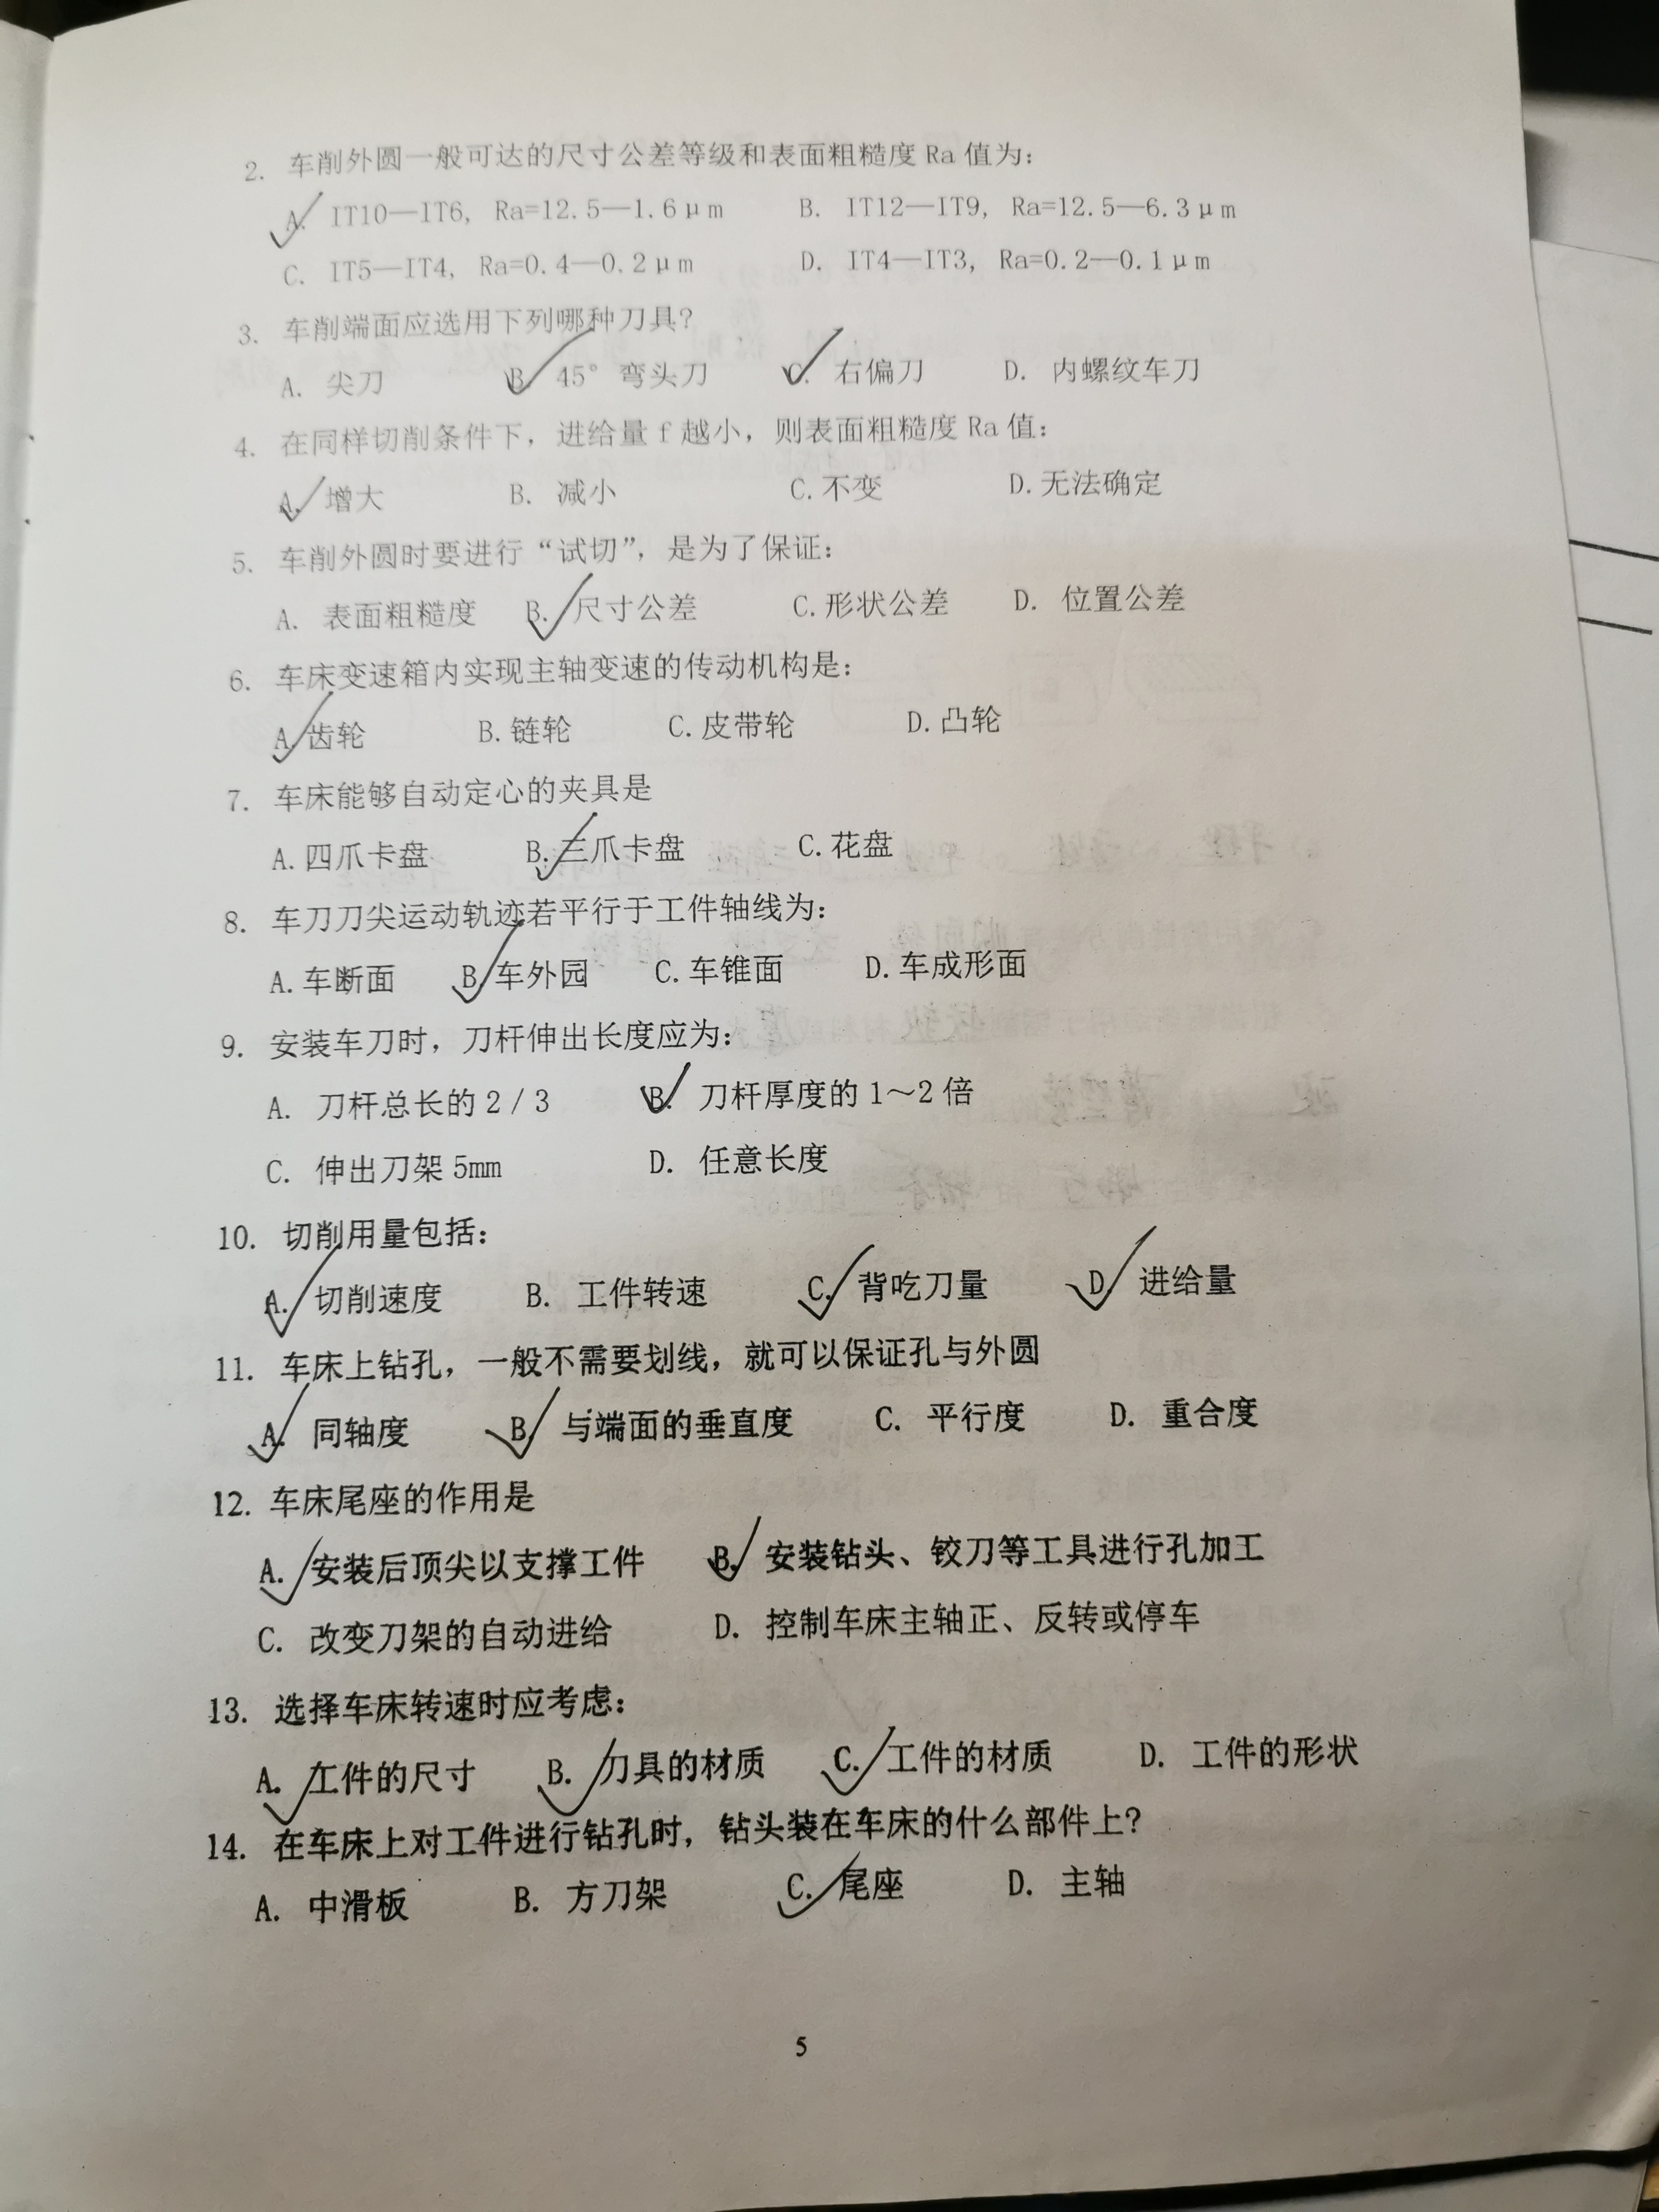 2. 车削外圆一般可达的尺寸公差等级和表面粗糙度 Ra 值为：
A. IT10—IT6, Ra=12.5—1.6μm B. IT12—IT9, Ra=12.5—6.3μm
C. IT5—IT4, Ra=0.4—0.2μm D. IT4—IT3, Ra=0.2—0.1μm
3. 车削端面应选用下列哪种刀具？
A. 尖刀 B. 45° 弯头刀 C. 右偏刀 D. 内螺纹车刀
4. 在同样切削条件下，进给量 f 越小，则表面粗糙度 Ra 值：
A. 增大 B. 减小 C.不变 D.无法确定
5. 车削外圆时要进行“试切”，是为了保证：
A. 表面粗糙度 B. 尺寸公差 C.形状公差 D. 位置公差
6. 车床变速箱内实现主轴变速的传动机构是：
A.齿轮 B.链轮 C.皮带轮 D.凸轮
7. 车床能够自动定心的夹具是
A.四爪卡盘 B.三爪卡盘 C.花盘
8. 车刀刀尖运动轨迹若平行于工件轴线为：
A.车断面 B.车外园 C.车锥面 D.车成形面
9. 安装车刀时，刀杆伸出长度应为：
A. 刀杆总长的 2/3 B. 刀杆厚度的 1～2 倍
C. 伸出刀架 5mm D. 任意长度
10. 切削用量包括：
A. 切削速度 B. 工件转速 C. 背吃刀量 D. 进给量
11. 车床上钻孔，一般不需要划线，就可以保证孔与外圆
A. 同轴度 B. 与端面的垂直度 C. 平行度 D. 重合度
12. 车床尾座的作用是
A. 安装后顶尖以支撑工件 B. 安装钻头、铰刀等工具进行孔加工
C. 改变刀架的自动进给 D. 控制车床主轴正、反转或停车
13. 选择车床转速时应考虑：
A. 工件的尺寸 B. 刀具的材质 C. 工件的材质 D. 工件的形状
14. 在车床上对工件进行钻孔时，钻头装在车床的什么部件上？
A. 中滑板 B. 方刀架 C. 尾座 D. 主轴
5